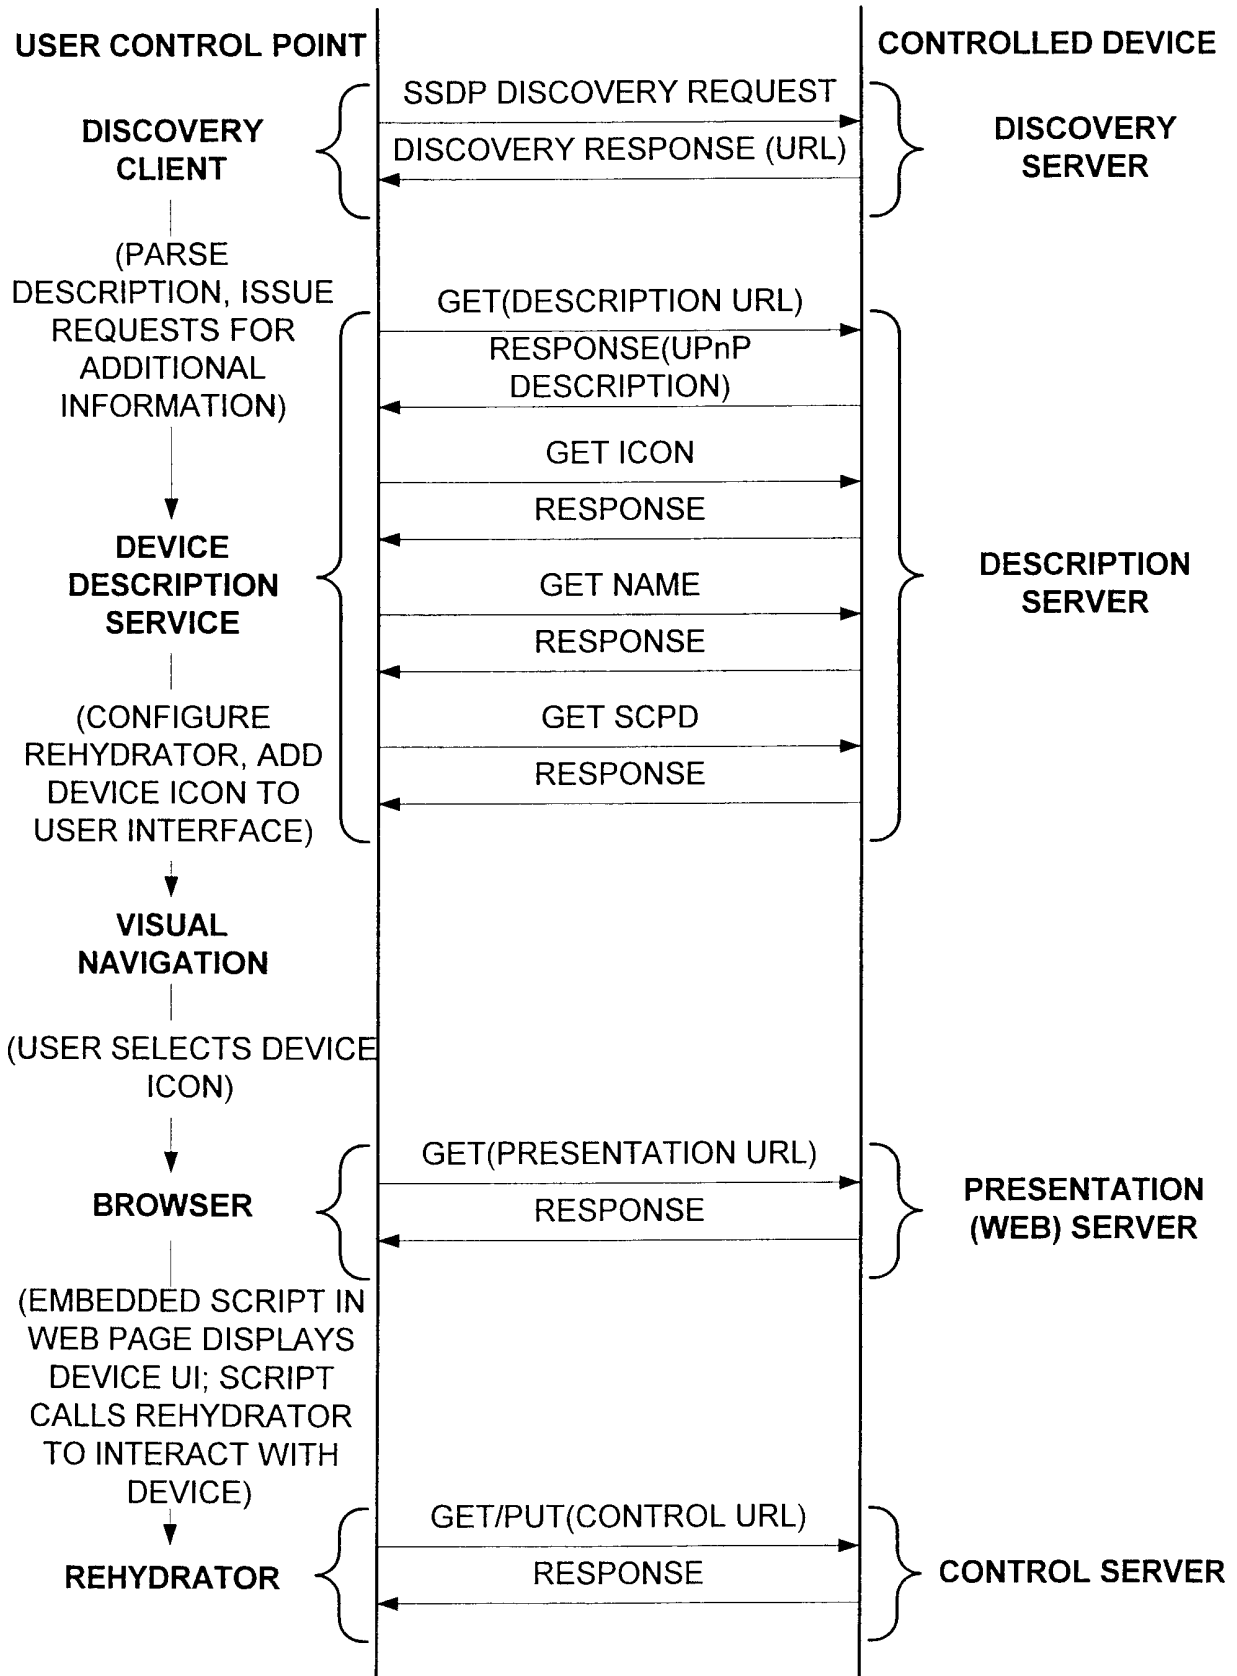 USER CONTROL POINT
CONTROLLED DEVICE
SSDP DISCOVERY REQUEST
DISCOVERY
CLIENT
DISCOVERY RESPONSE (URL)
DISCOVERY
SERVER
(PARSE
DESCRIPTION, ISSUE
REQUESTS FOR
ADDITIONAL
INFORMATION)
GET(DESCRIPTION URL)
RESPONSE(UPnP
DESCRIPTION)
GET ICON
RESPONSE
DEVICE
DESCRIPTION
SERVICE
GET NAME
RESPONSE
DESCRIPTION
SERVER
(CONFIGURE
REHYDRATOR, ADD
DEVICE ICON TO
USER INTERFACE)
GET SCPD
RESPONSE
VISUAL
NAVIGATION
(USER SELECTS DEVICE
ICON)
GET(PRESENTATION URL)
BROWSER
RESPONSE
PRESENTATION
(WEB) SERVER
(EMBEDDED SCRIPT IN
WEB PAGE DISPLAYS
DEVICE UI; SCRIPT
CALLS REHYDRATOR
TO INTERACT WITH
DEVICE)
GET/PUT(CONTROL URL)
REHYDRATOR
RESPONSE
CONTROL SERVER